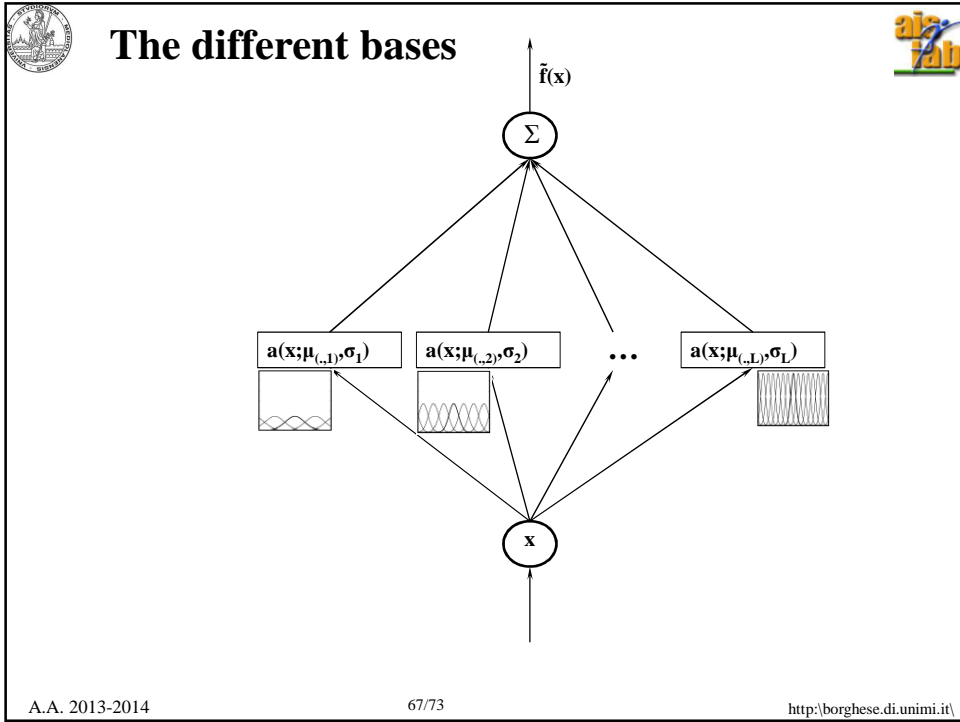 The different bases
f̃(x)
Σ
a(x;μ(.,1),σ1) a(x;μ(.,2),σ2) ... a(x;μ(.,L),σL)
x
A.A. 2013-2014 67/73 http:\borghese.di.unimi.it\